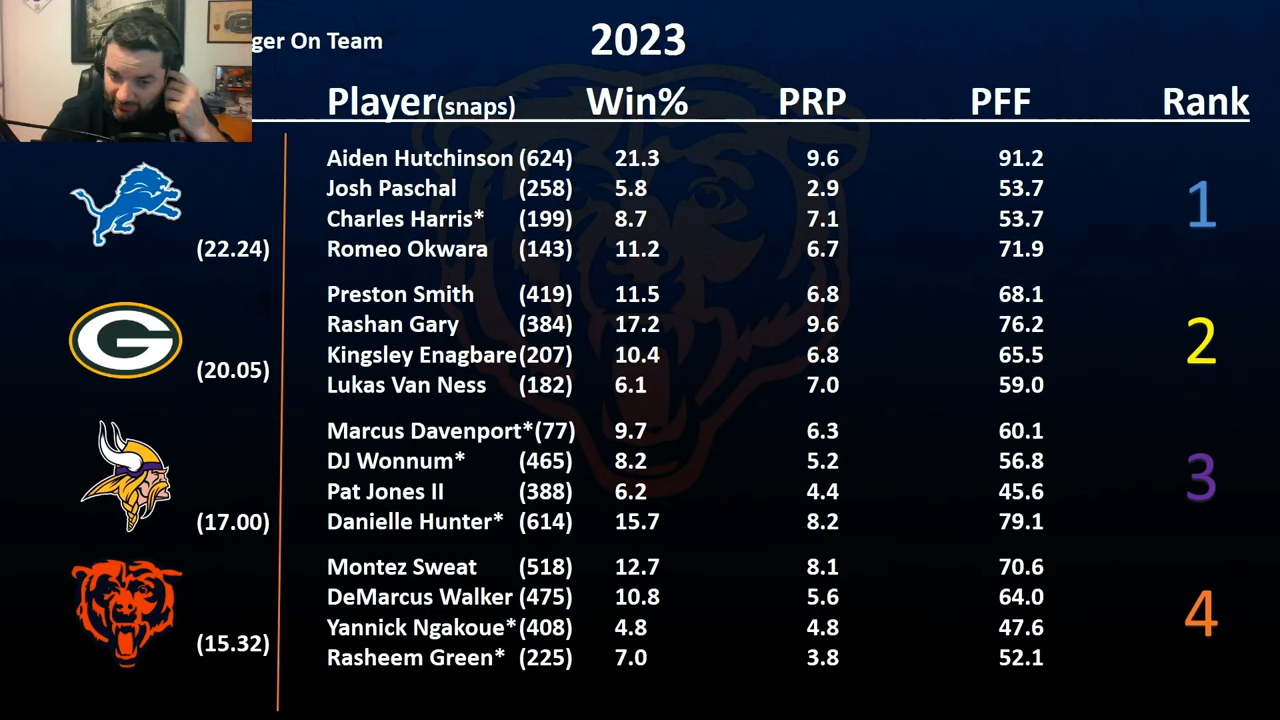 ger On Team
2023
Player(snaps) Win% PRP PFF Rank
Aiden Hutchinson (624) 21.3 9.6 91.2
Josh Paschal (258) 5.8 2.9 53.7
Charles Harris* (199) 8.7 7.1 53.7
Romeo Okwara (143) 11.2 6.7 71.9
(22.24)
1
Preston Smith (419) 11.5 6.8 68.1
Rashan Gary (384) 17.2 9.6 76.2
Kingsley Enagbare (207) 10.4 6.8 65.5
Lukas Van Ness (182) 6.1 7.0 59.0
G
(20.05)
2
Marcus Davenport* (77) 9.7 6.3 60.1
DJ Wonnum* (465) 8.2 5.2 56.8
Pat Jones II (388) 6.2 4.4 45.6
Danielle Hunter* (614) 15.7 8.2 79.1
(17.00)
3
Montez Sweat (518) 12.7 8.1 70.6
DeMarcus Walker (475) 10.8 5.6 64.0
Yannick Ngakoue* (408) 4.8 4.8 47.6
Rasheem Green* (225) 7.0 3.8 52.1
(15.32)
4